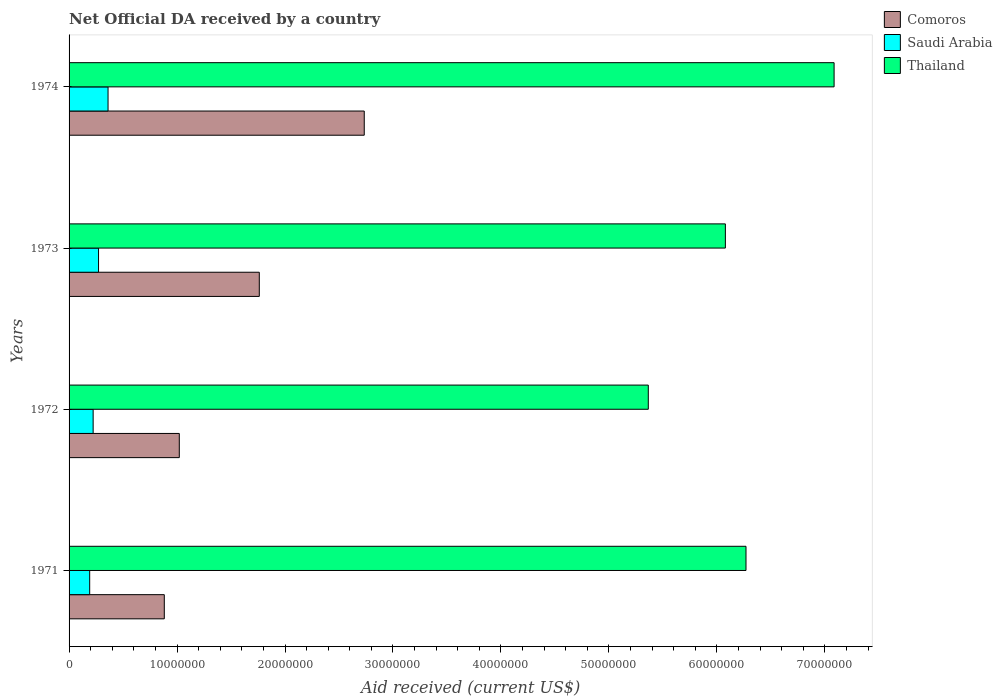 Net Official DA received by a country
Comoros
Saudi Arabia
Thailand
Years
1974
1973
1972
1971
0
10000000
20000000
30000000
40000000
50000000
60000000
70000000
Aid received (current US$)